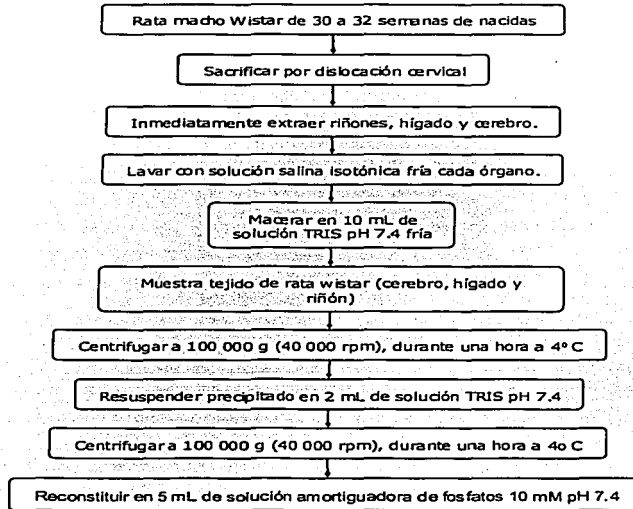 Rata macho Wistar de 30 a 32 semanas de nacidas
Sacrificar por dislocación cervical
Inmediatamente extraer riñones, hígado y cerebro.
Lavar con solución salina isotónica fría cada órgano.
Macerar en 10 mL de
solución TRIS pH 7.4 fría
Muestra tejido de rata wistar (cerebro, hígado y
riñón)
Centrifugar a 100 000 g (40 000 rpm), durante una hora a 4º C
Resuspender precipitado en 2 mL de solución TRIS pH 7.4
Centrifugar a 100 000 g (40 000 rpm), durante una hora a 4o C
Reconstituir en 5 mL de solución amortiguadora de fosfatos 10 mM pH 7.4